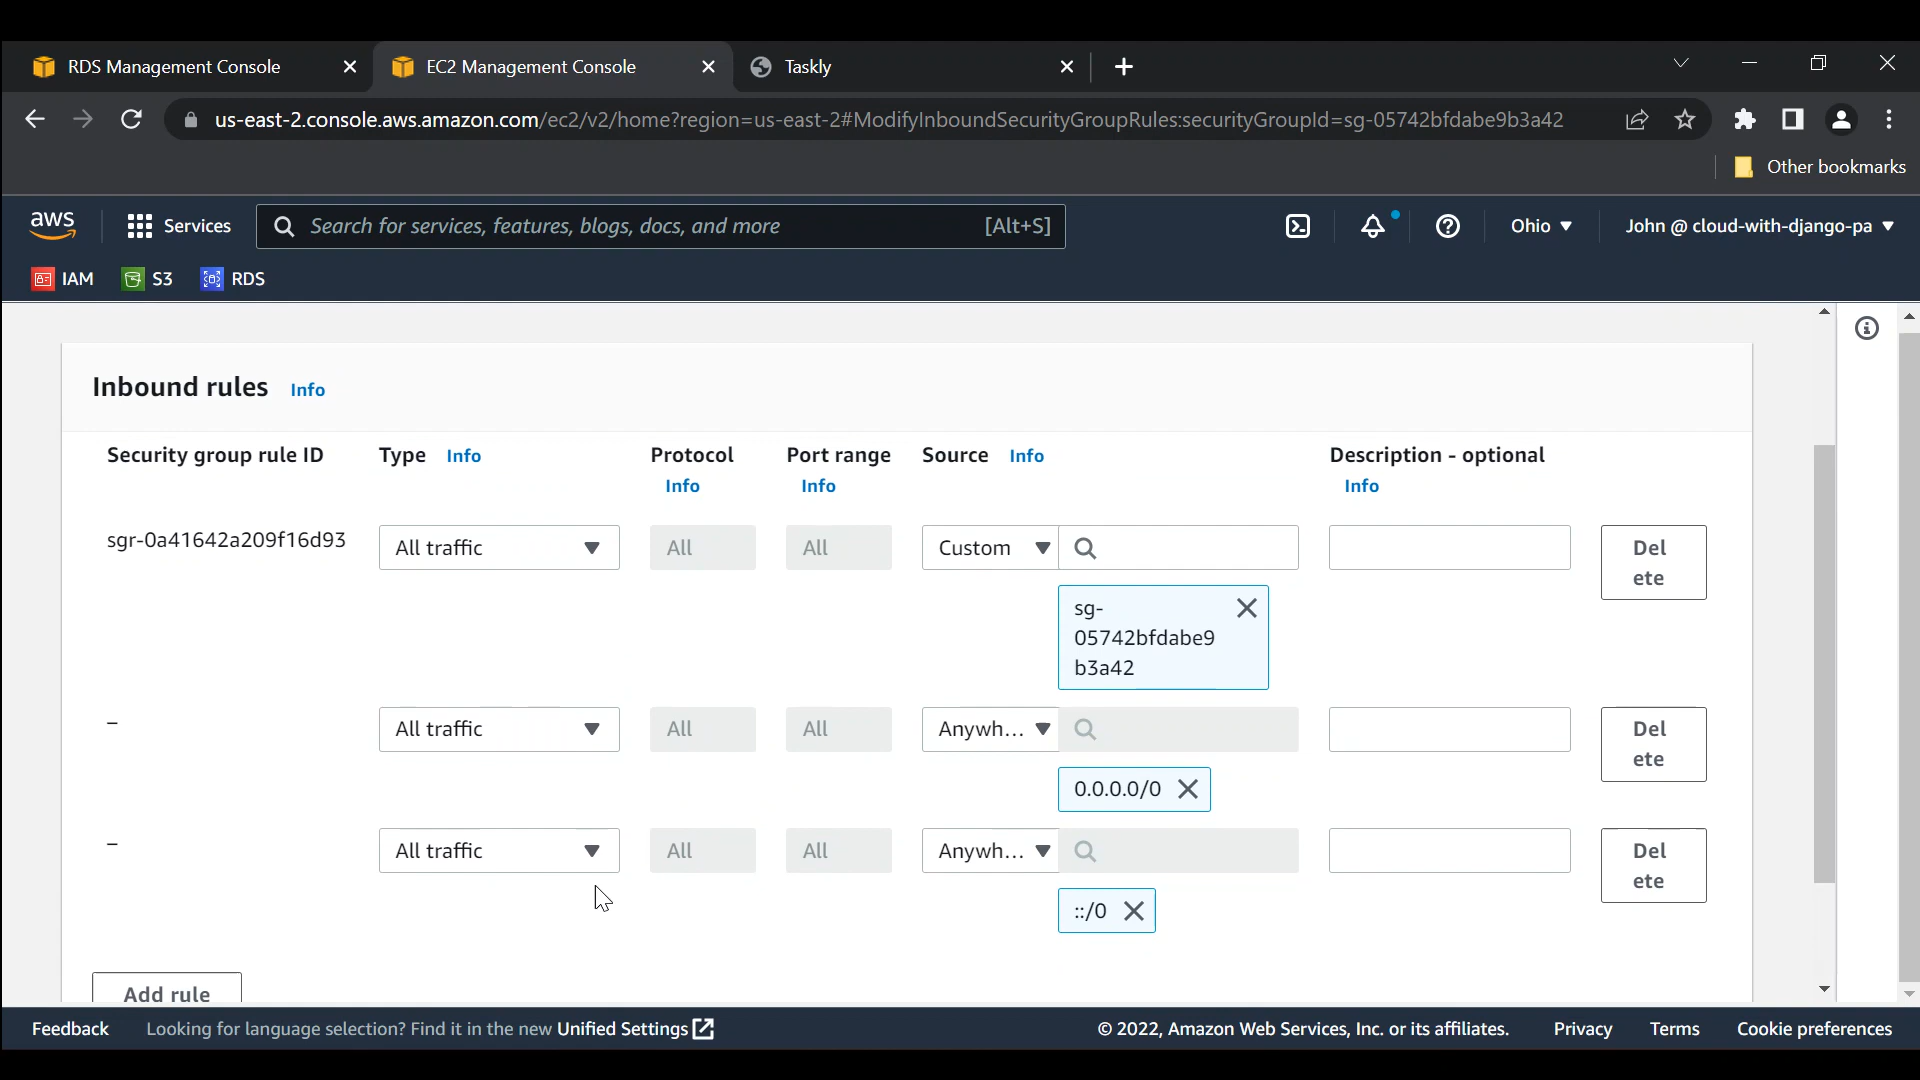 RDS Management Console
EC2 Management Console
Taskly
us-east-2.console.aws.amazon.com/ec2/v2/home?region=us-east-2#ModifyInboundSecurityGroupRules:securityGroupId=sg-05742bfdabe9b3a42
Other bookmarks
aws
Services
Search for services, features, blogs, docs, and more
[Alt+S]
Ohio
John @ cloud-with-django-pa
IAM
S3
RDS
Inbound rules Info
Security group rule ID
Type Info
Protocol
Info
Port range
Info
Source Info
Description - optional
Info
sgr-0a41642a209f16d93
All traffic
All
All
Custom
sg-
05742bfdabe9
b3a42
Del
ete
–
All traffic
All
All
Anywh...
0.0.0.0/0
Del
ete
–
All traffic
All
All
Anywh...
::/0
Del
ete
Add rule
Feedback
Looking for language selection? Find it in the new Unified Settings
© 2022, Amazon Web Services, Inc. or its affiliates.
Privacy
Terms
Cookie preferences